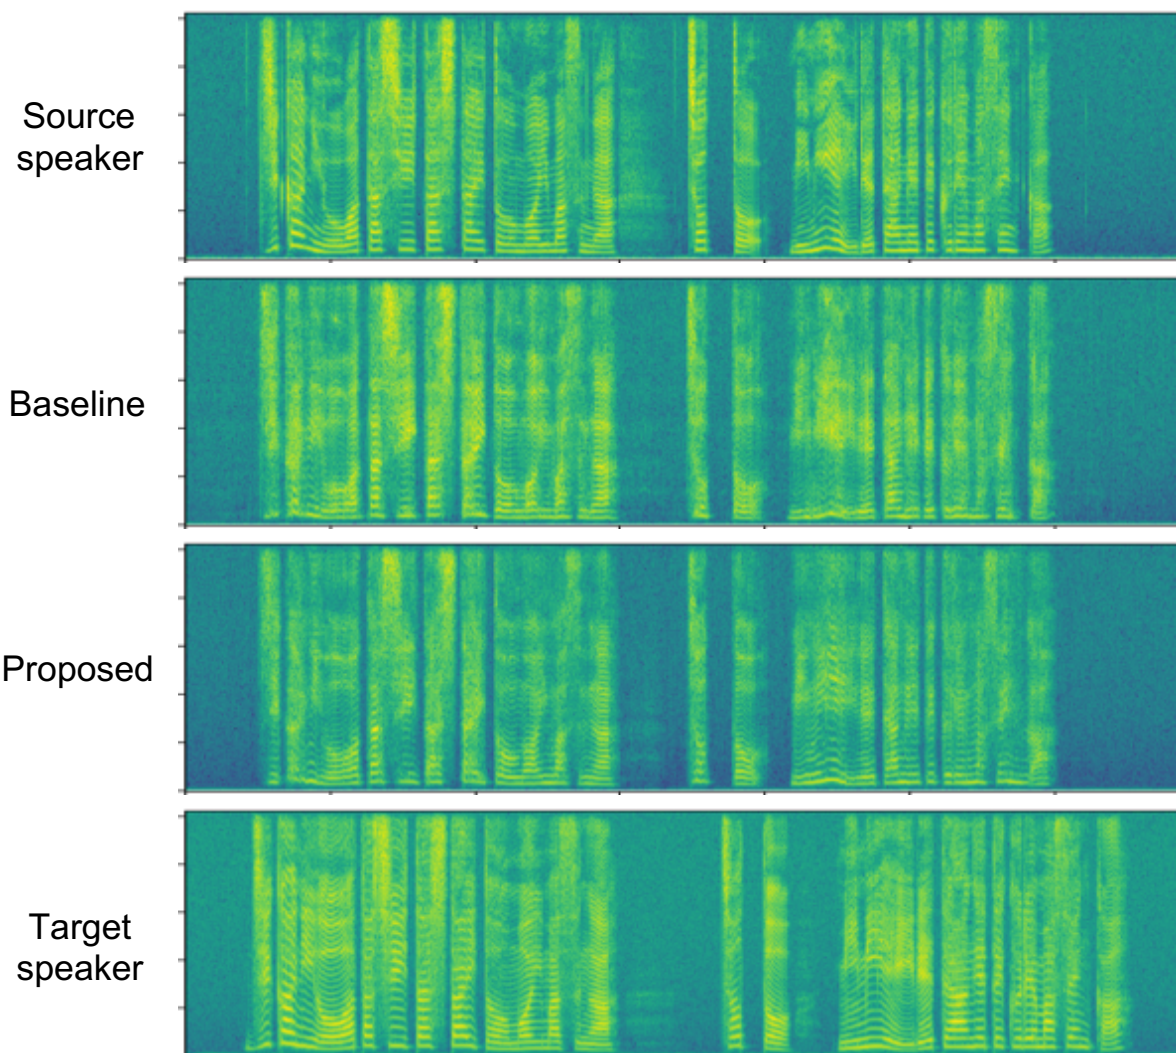 Source
speaker
Baseline
Proposed
Target
speaker